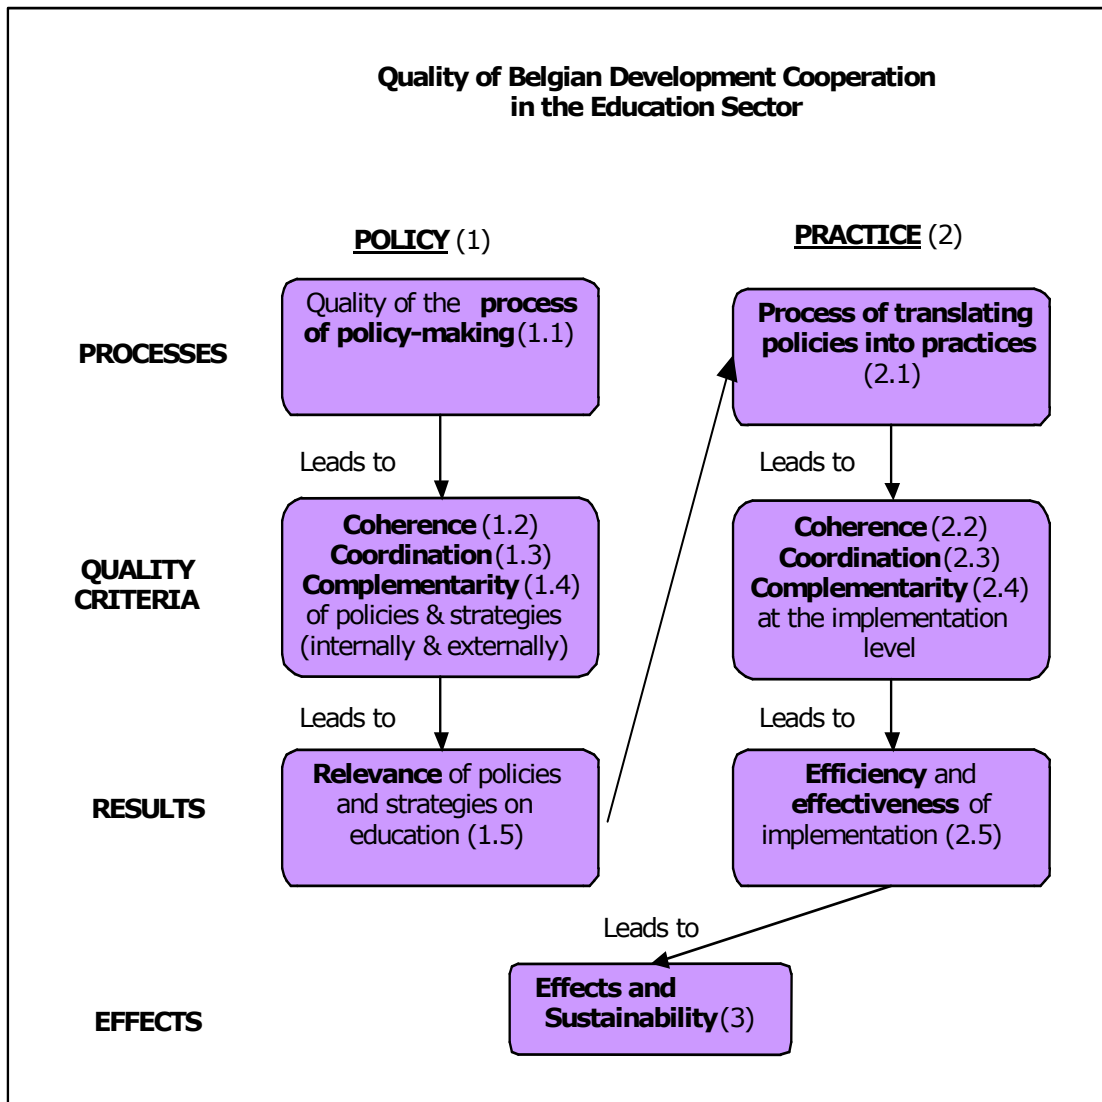 Quality of Belgian Development Cooperation
in the Education Sector
POLICY (1)
PRACTICE (2)
PROCESSES
Quality of the process
of policy-making (1.1)
Process of translating
policies into practices
(2.1)
Leads to
Leads to
QUALITY
CRITERIA
Coherence (1.2)
Coordination (1.3)
Complementarity (1.4)
of policies & strategies
(internally & externally)
Coherence (2.2)
Coordination (2.3)
Complementarity (2.4)
at the implementation
level
Leads to
Leads to
RESULTS
Relevance of policies
and strategies on
education (1.5)
Efficiency and
effectiveness of
implementation (2.5)
Leads to
EFFECTS
Effects and
Sustainability (3)